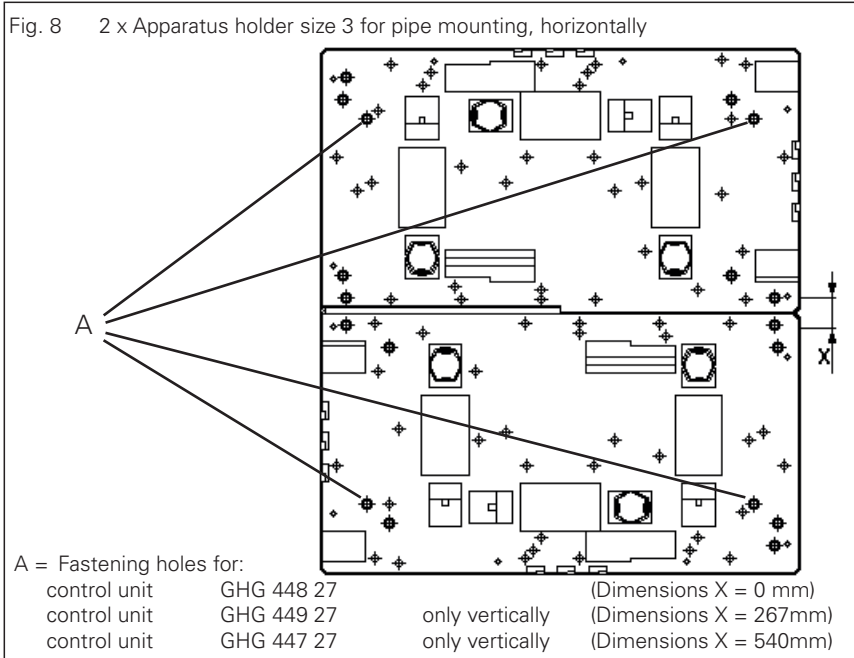 Fig. 8 2 x Apparatus holder size 3 for pipe mounting, horizontally
A
X
A = Fastening holes for:
control unit GHG 448 27 (Dimensions X = 0 mm)
control unit GHG 449 27 only vertically (Dimensions X = 267mm)
control unit GHG 447 27 only vertically (Dimensions X = 540mm)